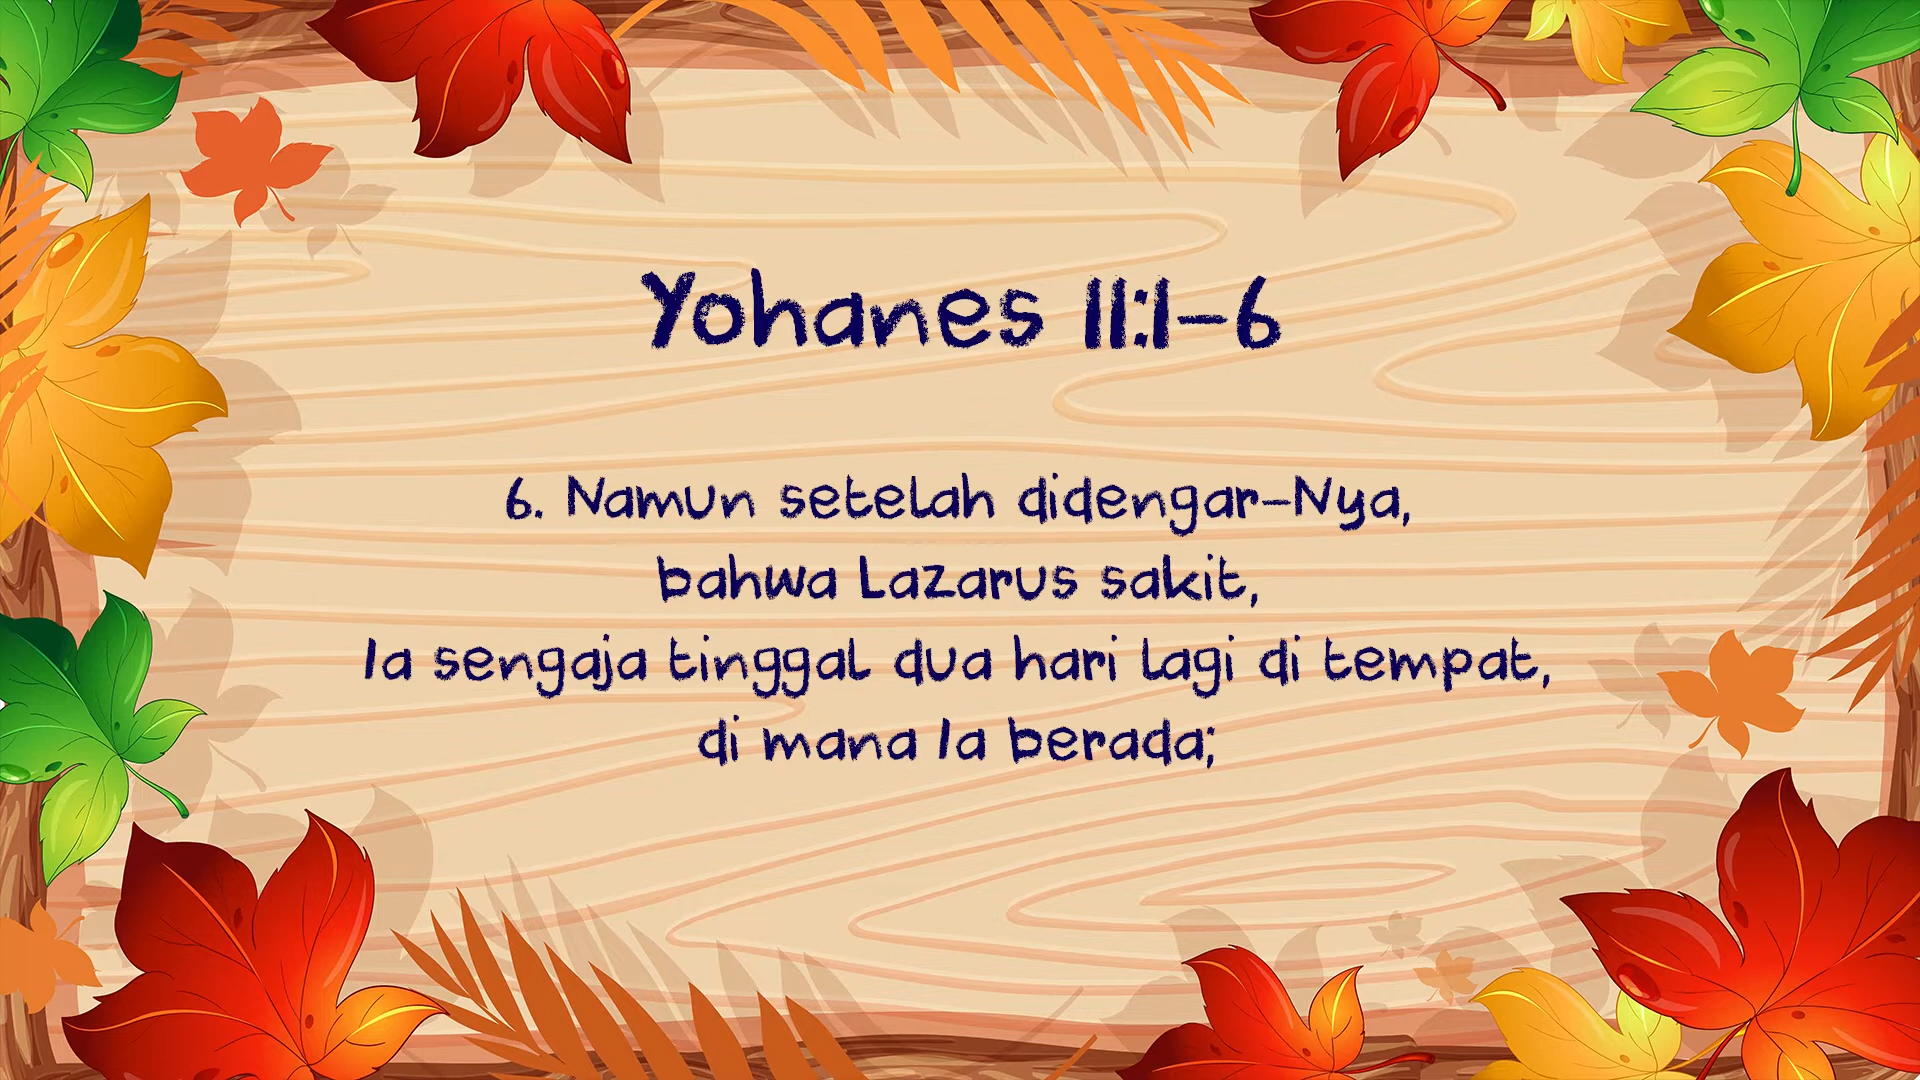 Yohanes 11:1-6
6. Namun setelah didengar-Nya,
bahwa Lazarus sakit,
Ia sengaja tinggal dua hari lagi di tempat,
di mana Ia berada;